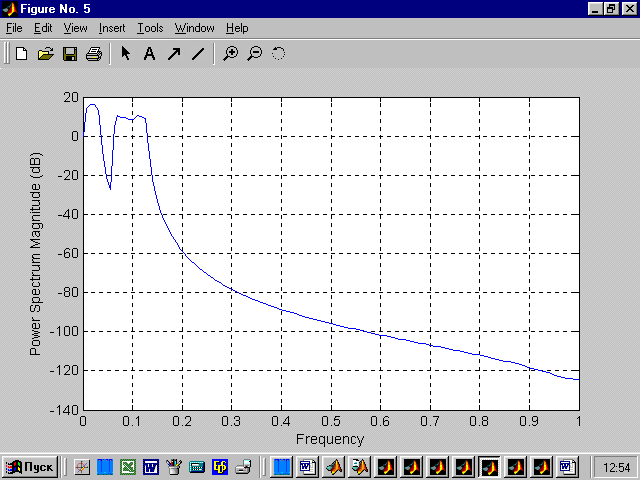 Figure No. 5
File Edit View Insert Tools Window Help
A
20
0
-20
-40
-60
-80
-100
-120
-140
Power Spectrum Magnitude (dB)
0 0.1 0.2 0.3 0.4 0.5 0.6 0.7 0.8 0.9 1
Frequency
Пуск
12:54